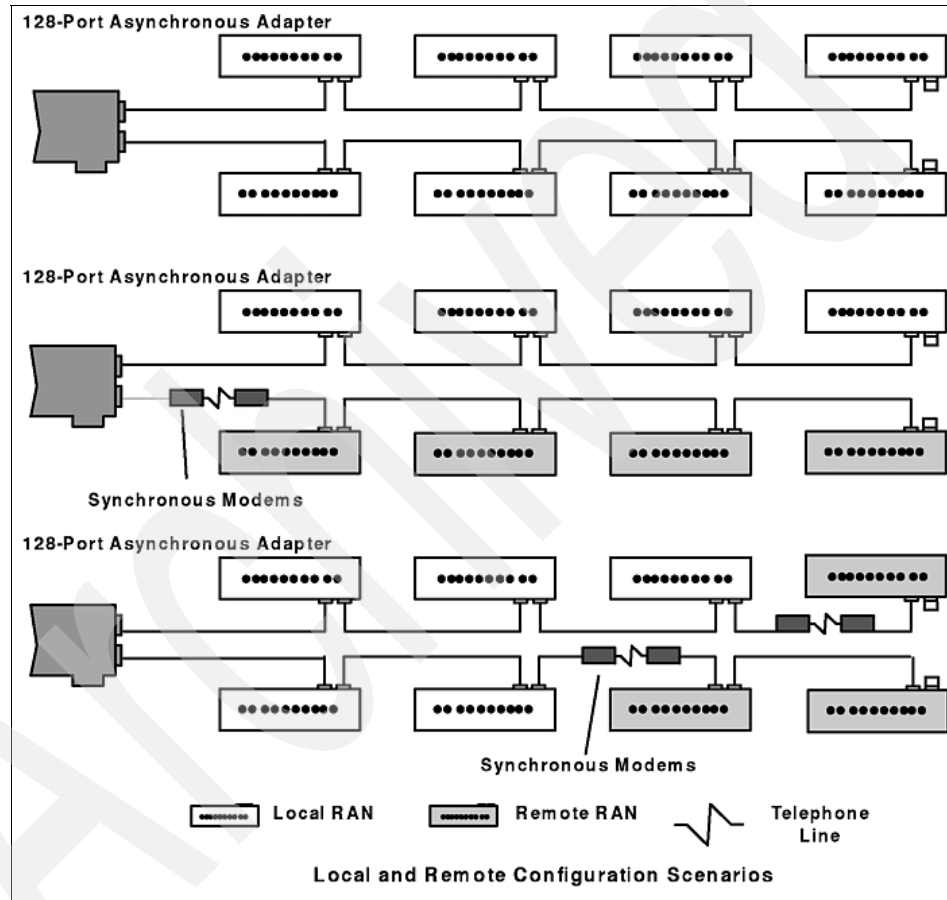 128-Port Asynchronous Adapter
128-Port Asynchronous Adapter
Synchronous Modems
128-Port Asynchronous Adapter
Synchronous Modems
Local RAN
Remote RAN
Telephone
Line
Local and Remote Configuration Scenarios
Archived